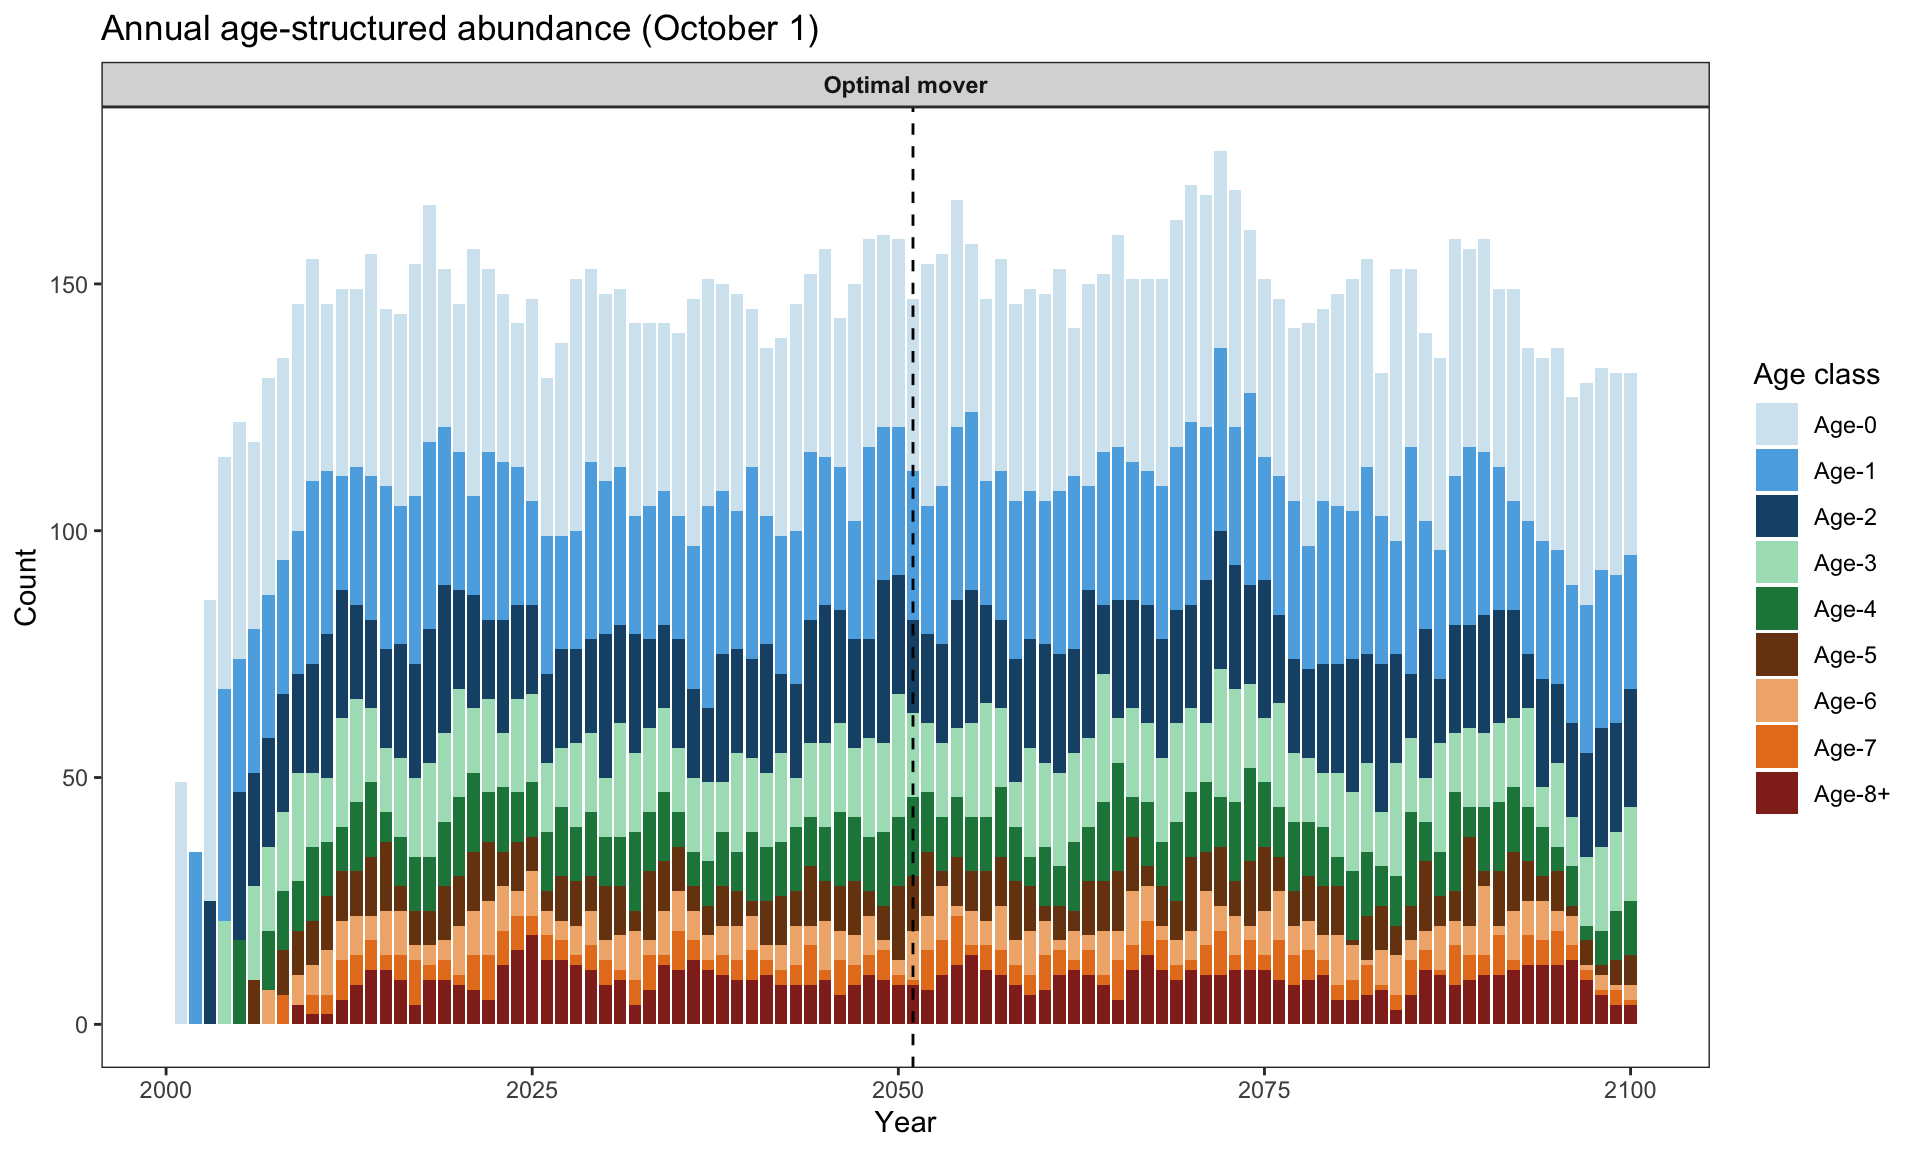 Annual age-structured abundance (October 1)
Optimal mover
Count
150
100
50
0
2000
2025
2050
2075
2100
Year
Age class
Age-0
Age-1
Age-2
Age-3
Age-4
Age-5
Age-6
Age-7
Age-8+